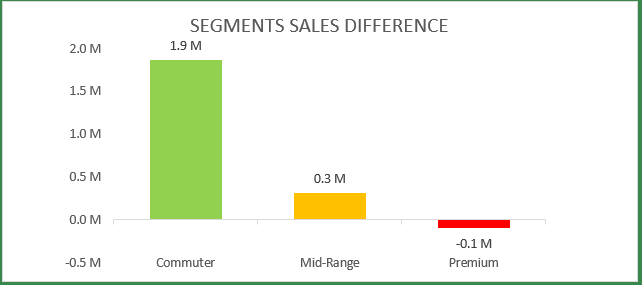 SEGMENTS SALES DIFFERENCE
1.9 M
2.0 M
1.5 M
1.0 M
0.5 M
0.3 M
0.0 M
-0.1 M
-0.5 M
Commuter Mid-Range Premium